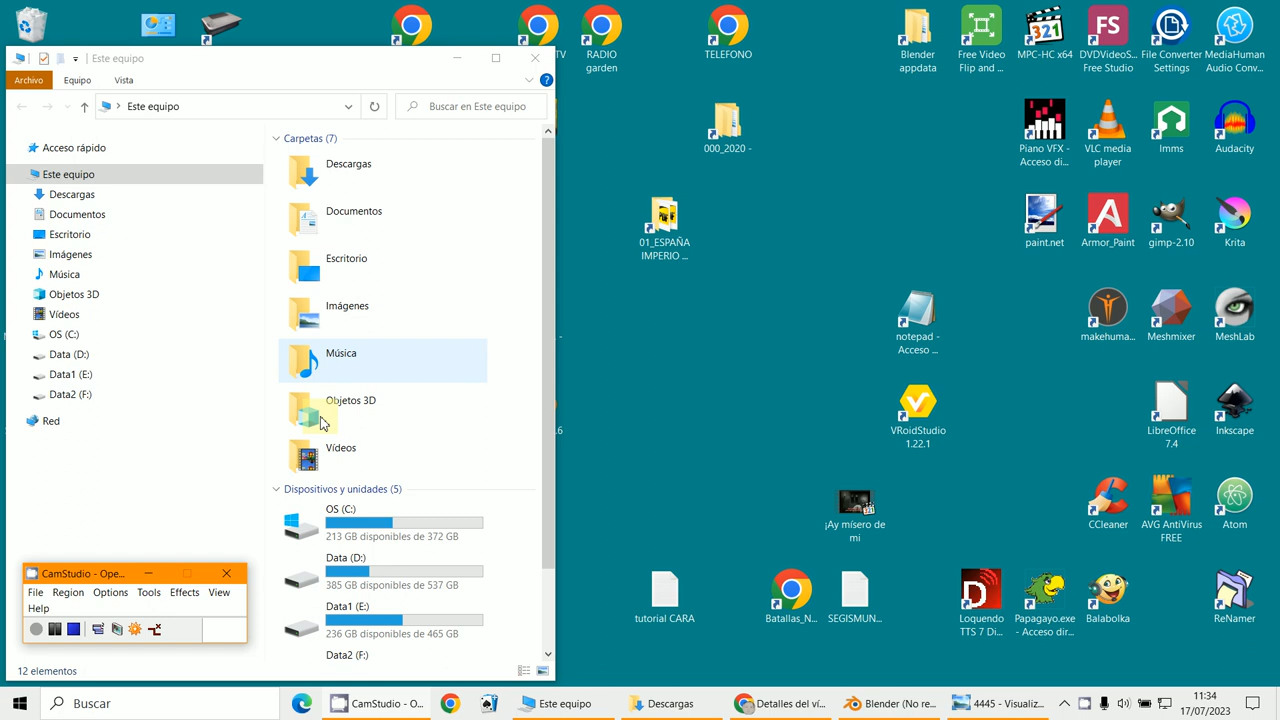 Este equipo
Archivo
Equipo
Vista
Este equipo
Buscar en Este equipo
Acceso rápido
Este equipo
Descargas
Documentos
Escritorio
Imágenes
Música
Objetos 3D
Vídeos
OS (C:)
Data (D:)
Data1 (E:)
Data2 (F:)
Red
Carpetas (7)
Descargas
Documentos
Escritorio
Imágenes
Música
Objetos 3D
Vídeos
Dispositivos y unidades (5)
OS (C:)
213 GB disponibles de 372 GB
Data (D:)
385 GB disponibles de 537 GB
Data1 (E:)
236 GB disponibles de 465 GB
Data2 (F:)
12 elementos
CamStudio - Ope...
File Region Options Tools Effects View
Help
TV
RADIO
garden
TELEFONO
Blender
appdata
Free Video
Flip and ...
321
MPC-HC x64
FS
DVDVideoS...
Free Studio
File Converter
Settings
MediaHuman
Audio Conv...
000_2020 -
Piano VFX -
Acceso di...
VLC media
player
lmms
Audacity
01_ESPAÑA
IMPERIO ...
paint.net
Armor_Paint
gimp-2.10
Krita
notepad -
Acceso ...
makehuma...
Meshmixer
MeshLab
VRoidStudio
1.22.1
LibreOffice
7.4
Inkscape
¡Ay mísero de
mi
CCleaner
AVG AntiVirus
FREE
Atom
tutorial CARA
Batallas_N...
SEGISMUN...
Loquendo
TTS 7 Di...
Papagayo.exe
- Acceso dir...
Balabolka
ReNamer
Buscar
CamStudio - O...
Este equipo
Descargas
Detalles del ví...
Blender (No re...
4445 - Visualiz...
11:34
17/07/2023